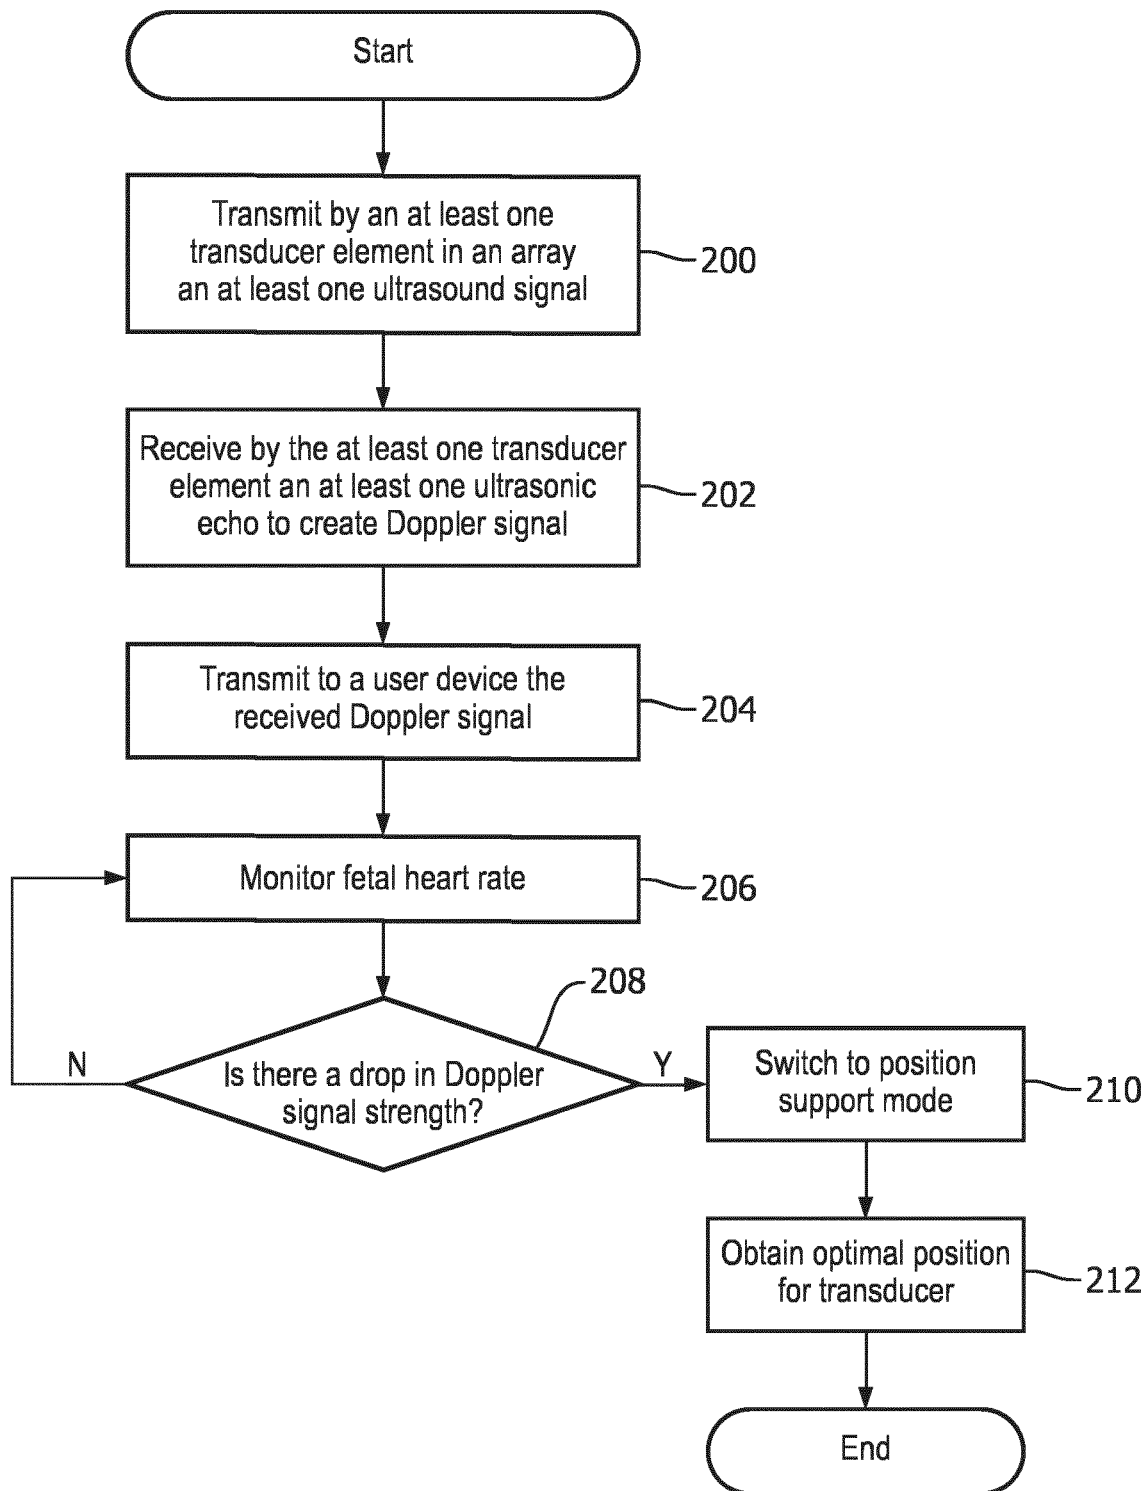 Start
Transmit by an at least one
transducer element in an array
an at least one ultrasound signal
200
Receive by the at least one transducer
element an at least one ultrasonic
echo to create Doppler signal
202
Transmit to a user device the
received Doppler signal
204
Monitor fetal heart rate
206
208
N
Is there a drop in Doppler
signal strength?
Y
Switch to position
support mode
210
Obtain optimal position
for transducer
212
End